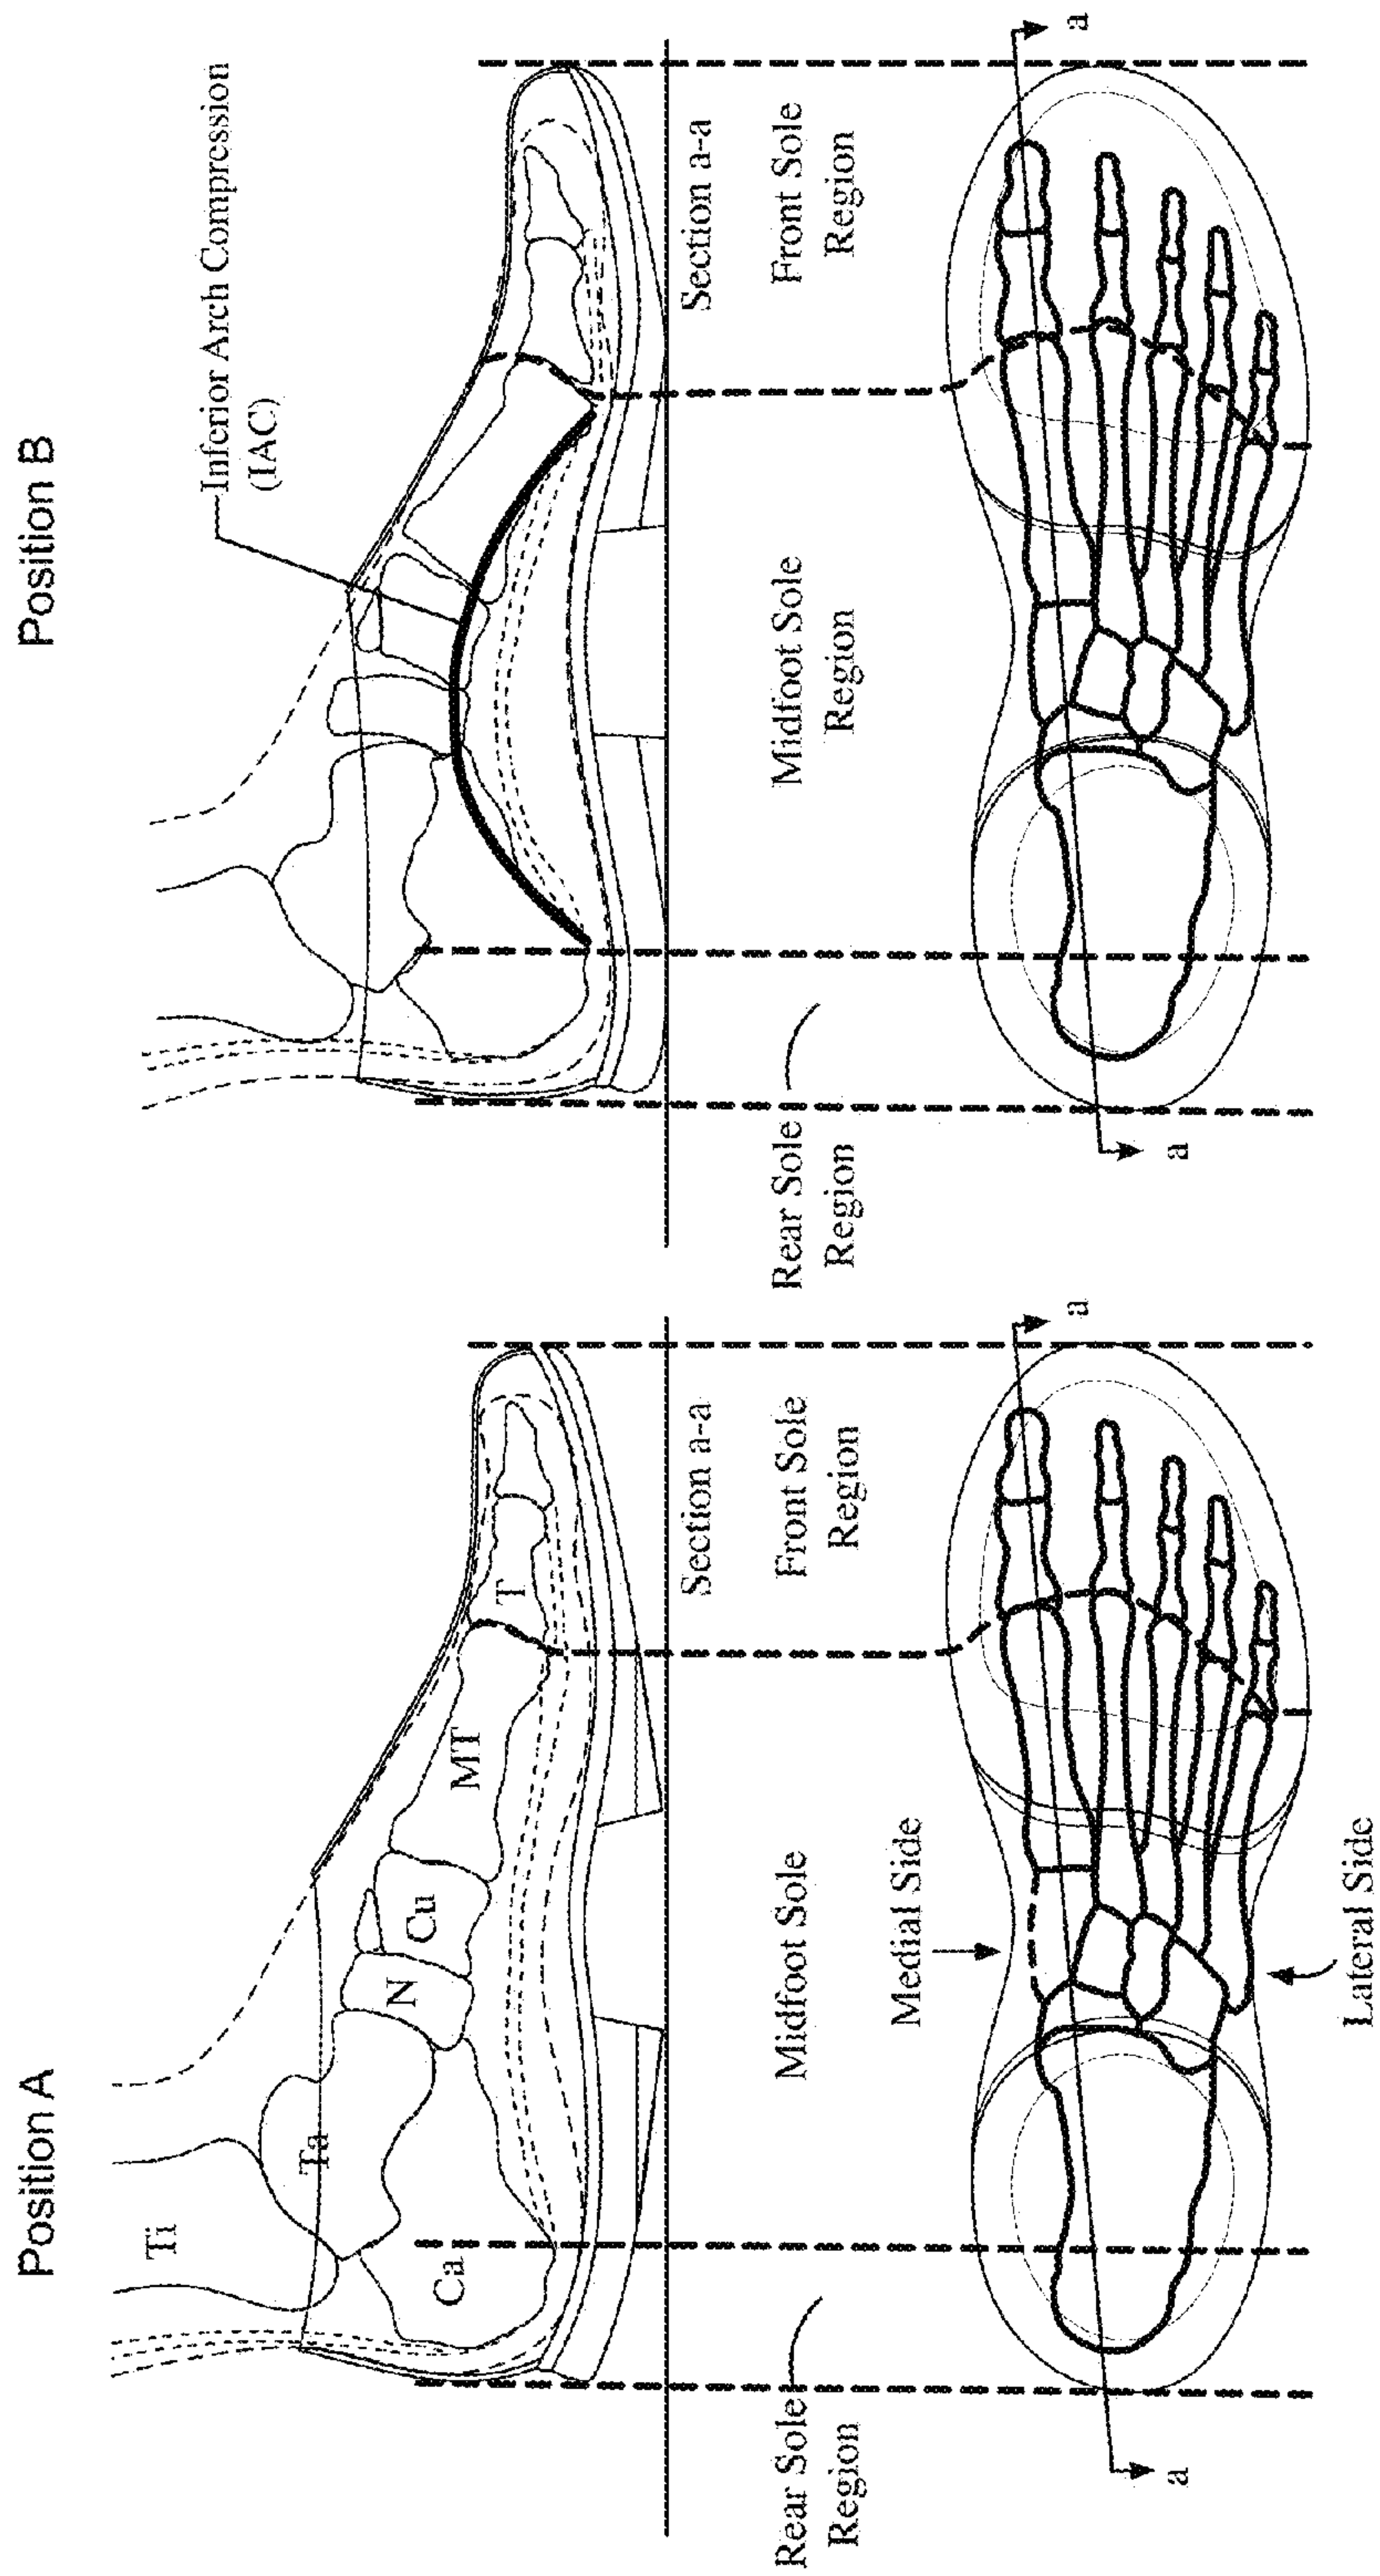 Position A
Position B
Ti
Ta
Ca
N
Cu
MT
T
Inferior Arch Compression
(IAC)
Section a-a
Section a-a
Rear Sole
Region
Midfoot Sole
Front Sole
Region
Rear Sole
Region
Midfoot Sole
Region
Front Sole
Region
Medial Side
Lateral Side
a
a
a
a